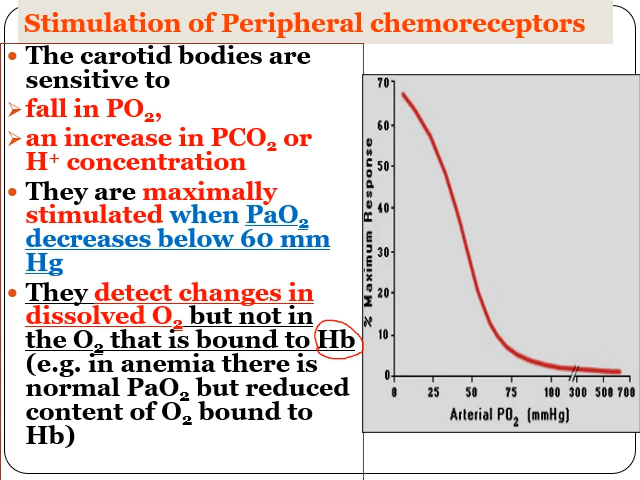 Stimulation of Peripheral chemoreceptors
• The carotid bodies are
sensitive to
➢ fall in PO₂,
➢ an increase in PCO₂ or
H⁺ concentration
• They are maximally
stimulated when PaO₂
decreases below 60 mm
Hg
• They detect changes in
dissolved O₂ but not in
the O₂ that is bound to Hb
(e.g. in anemia there is
normal PaO₂ but reduced
content of O₂ bound to
Hb)
% Maximum Response
70
60
50
40
30
20
10
0
0 25 50 75 100 300 500 700
Arterial PO₂ (mmHg)